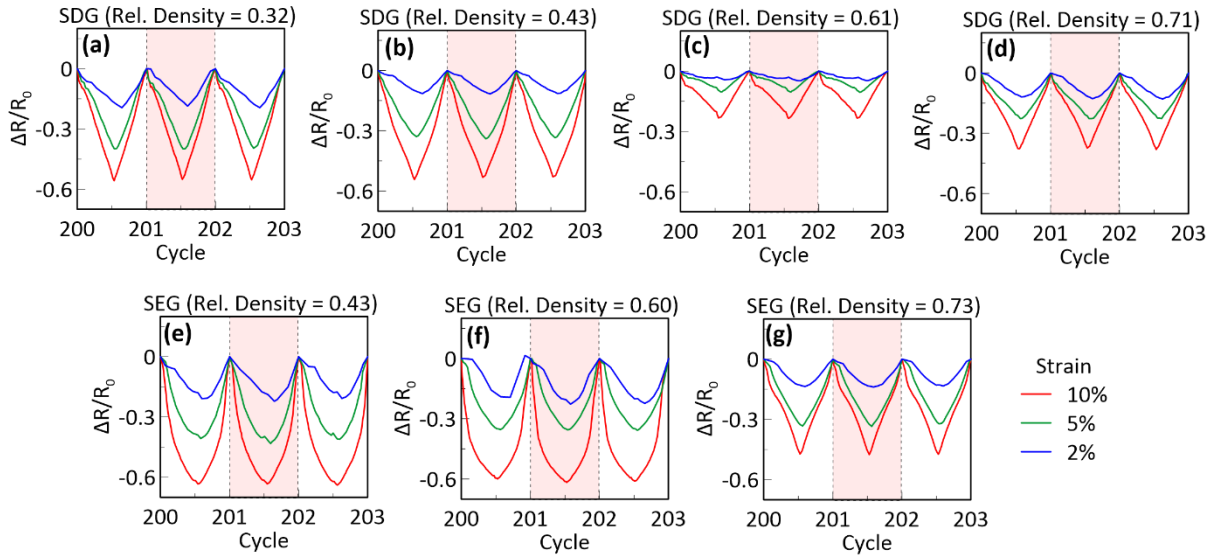 SDG (Rel. Density = 0.32)
SDG (Rel. Density = 0.43)
SDG (Rel. Density = 0.61)
SDG (Rel. Density = 0.71)
(a)
(b)
(c)
(d)
0
-0.3
-0.6
ΔR/R0
200 201 202 203
Cycle
0
-0.3
-0.6
ΔR/R0
200 201 202 203
Cycle
0
-0.3
-0.6
ΔR/R0
200 201 202 203
Cycle
0
-0.3
-0.6
ΔR/R0
200 201 202 203
Cycle
SEG (Rel. Density = 0.43)
SEG (Rel. Density = 0.60)
SEG (Rel. Density = 0.73)
(e)
(f)
(g)
0
-0.3
-0.6
ΔR/R0
200 201 202 203
Cycle
0
-0.3
-0.6
ΔR/R0
200 201 202 203
Cycle
0
-0.3
-0.6
ΔR/R0
200 201 202 203
Cycle
Strain
10%
5%
2%